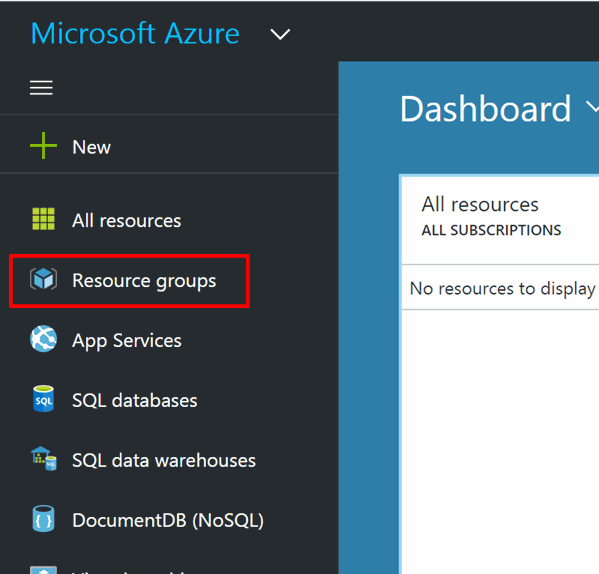 Microsoft Azure
Dashboard
New
All resources
Resource groups
App Services
SQL
SQL databases
SQL data warehouses
DocumentDB (NoSQL)
All resources
ALL SUBSCRIPTIONS
No resources to display